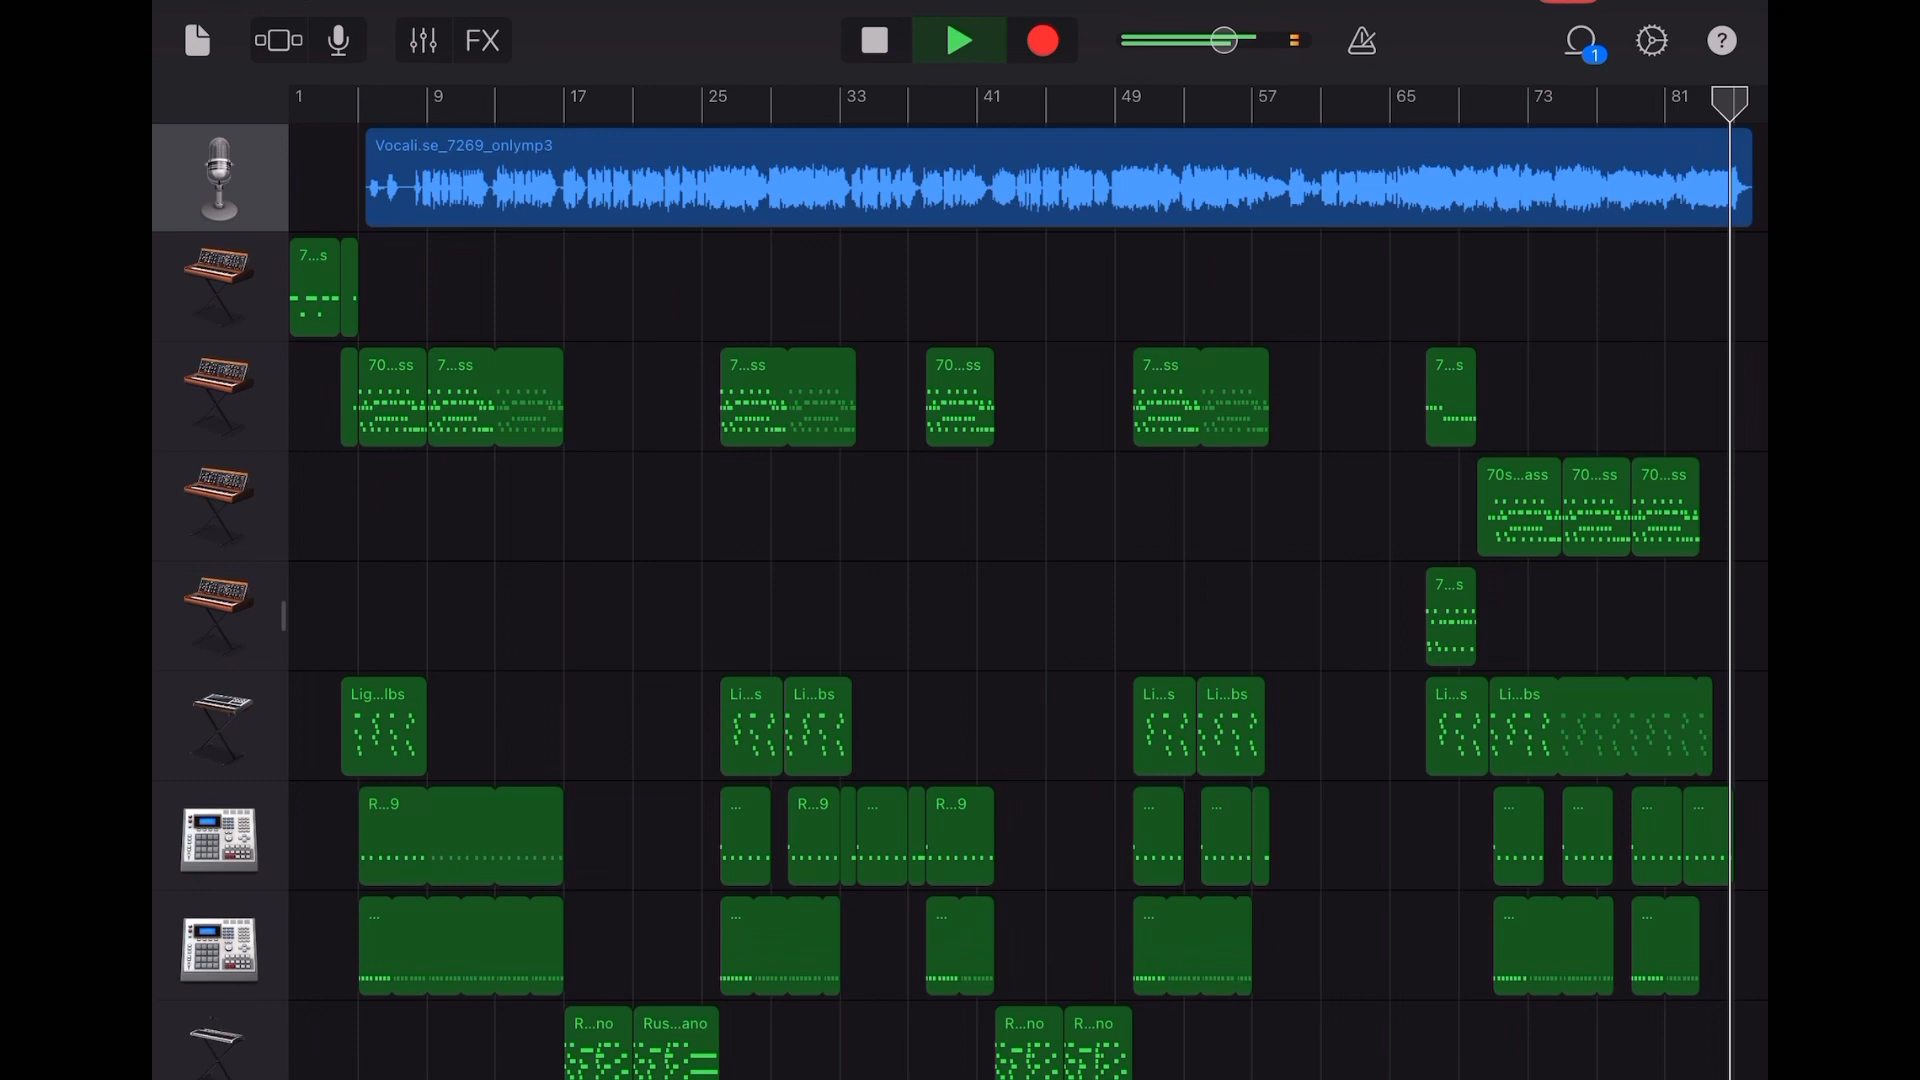 FX
1
?
1 9 17 25 33 41 49 57 65 73 81
Vocali.se_7269_onlymp3
7...s
70...ss 7...ss 7...ss 70...ss 7...ss 7...s
70s...ass 70...ss 70...ss
7...s
Lig...lbs Li...s Li...bs Li...s Li...bs Li...s Li...bs
R...9 ... R...9 ... R...9 ... ... ... ... ... ...
... ... ... ... ... ...
R...no Rus...ano R...no R...no